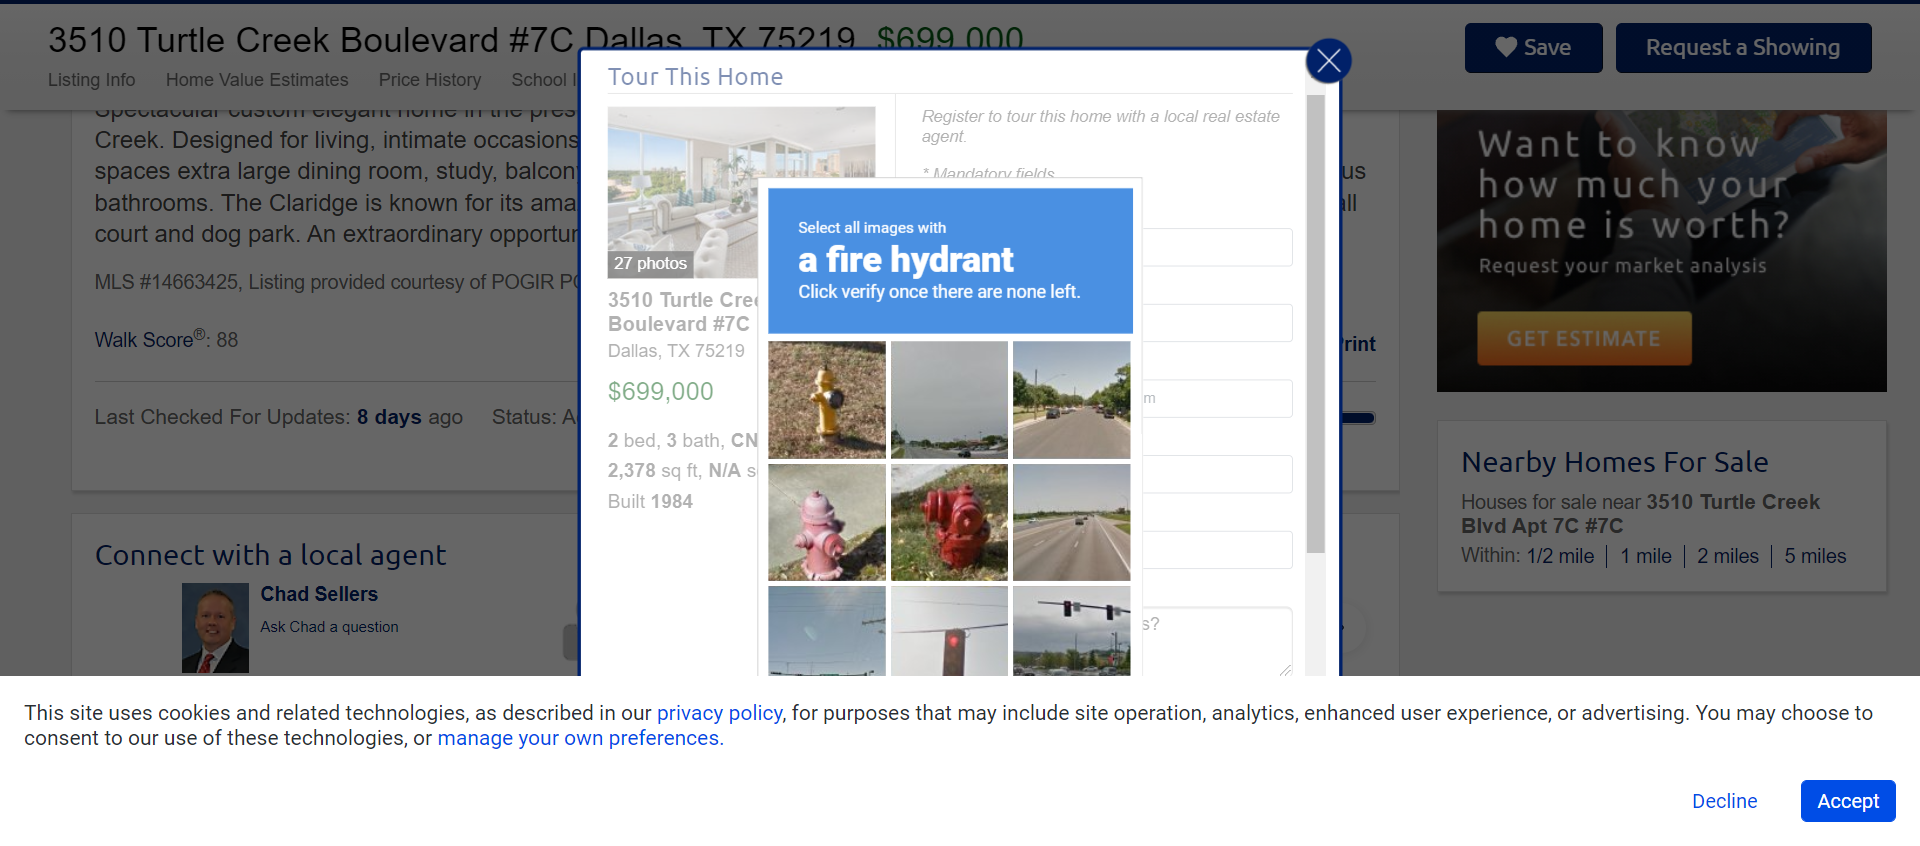 3510 Turtle Creek Boulevard #7C Dallas, TX 75219 $699,000
Save
Request a Showing
Listing Info
Home Value Estimates
Price History
School
Spectacular custom elegant home in the
Creek. Designed for living, intimate occasions
spaces extra large dining room, study,
bathrooms. The Claridge is known for its
court and dog park. An extraordinary
MLS #14663425, Listing provided courtesy of POGIR
Walk Score®: 88
Last Checked For Updates: 8 days ago
Status:
Connect with a local agent
Chad Sellers
Ask Chad a question
Tour This Home
27 photos
3510 Turtle
Boulevard #7C
Dallas, TX 75219
$699,000
2 bed, 3 bath,
2,378 sq ft, N/A
Built 1984
Register to tour this home with a local real estate
agent.
* Mandatory fields
Select all images with
a fire hydrant
Click verify once there are none left.
Want to know
how much your
home is worth?
Request your market analysis
GET ESTIMATE
Nearby Homes For Sale
Houses for sale near 3510 Turtle Creek
Blvd Apt 7C #7C
Within: 1/2 mile | 1 mile | 2 miles | 5 miles
This site uses cookies and related technologies, as described in our privacy policy, for purposes that may include site operation, analytics, enhanced user experience, or advertising. You may choose to
consent to our use of these technologies, or manage your own preferences.
Decline
Accept